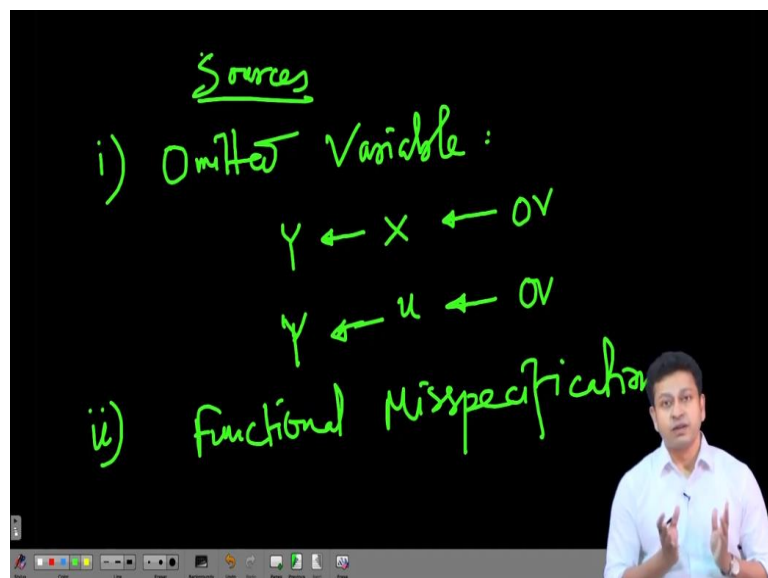 Sources
i) Omitted Variable :
Y ← X ← OV
Y ← u ← OV
ii) Functional Misspecification